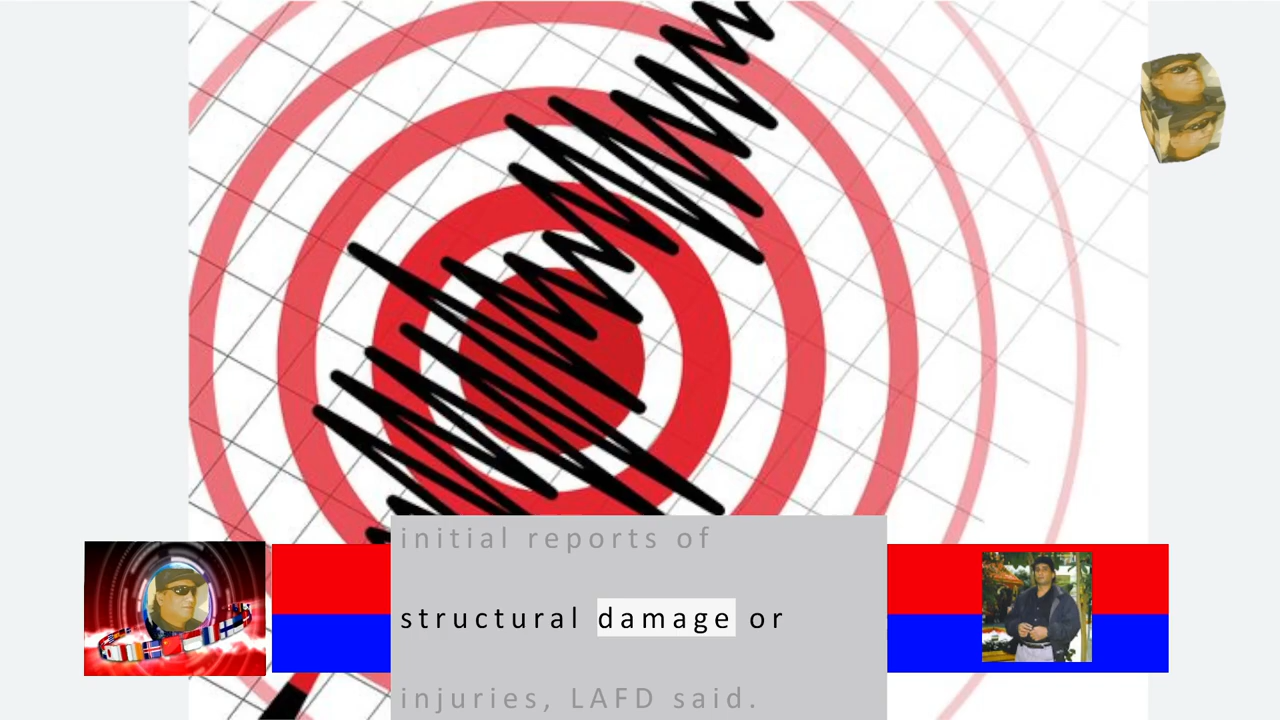 initial reports of
structural damage or
injuries, LAFD said.